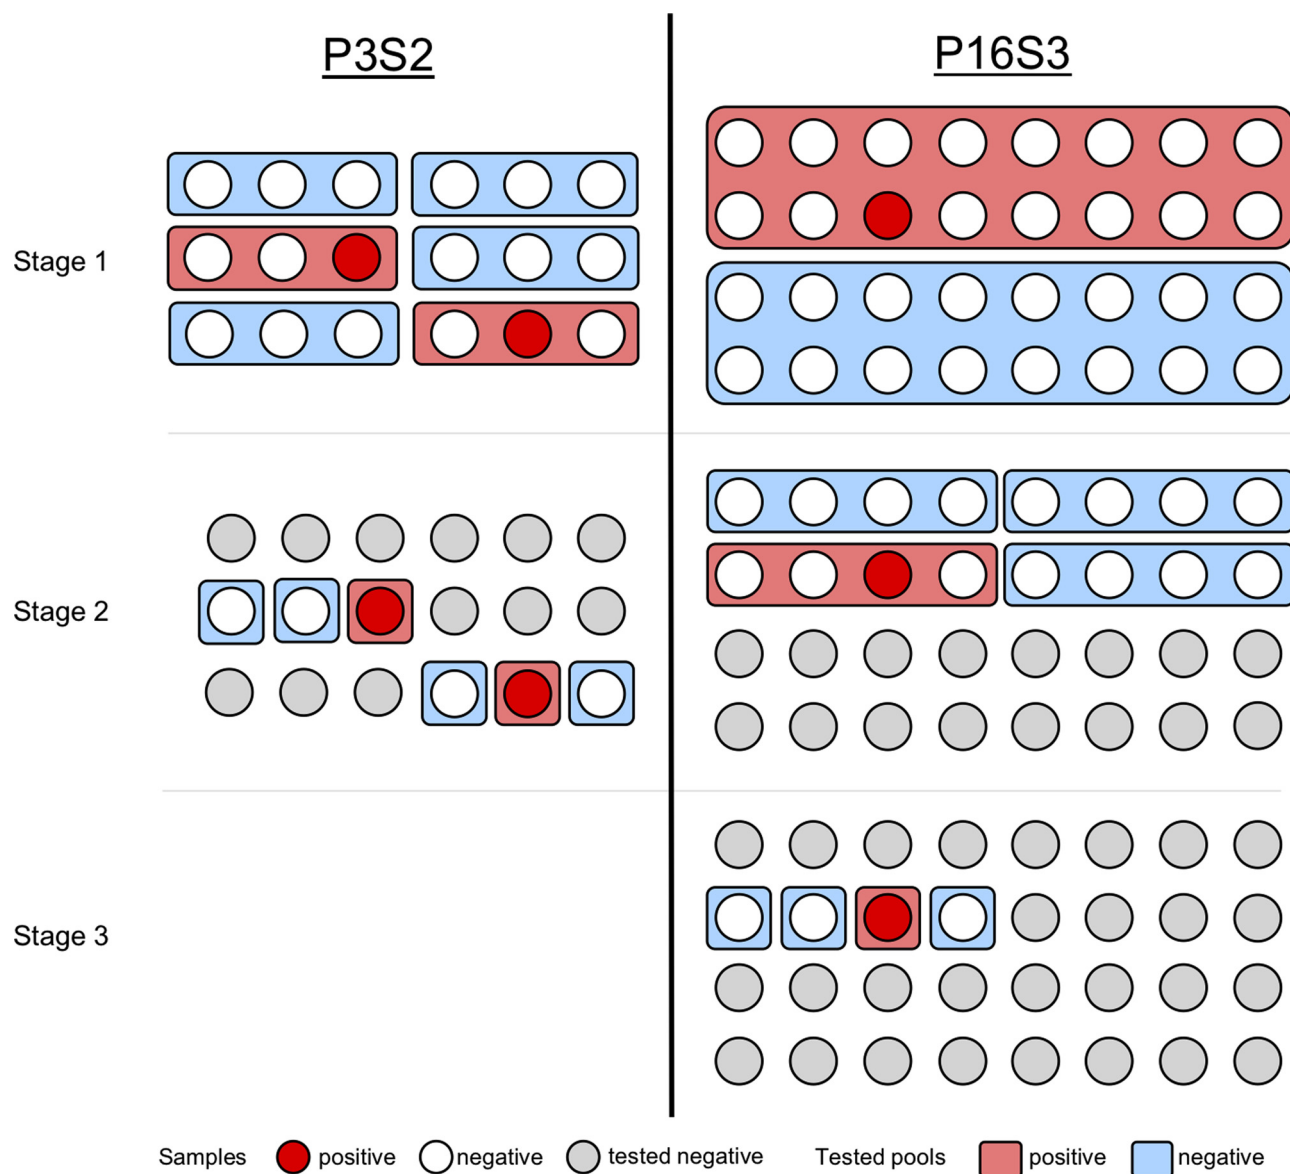 P3S2
P16S3
Stage 1
Stage 2
Stage 3
Samples positive negative tested negative Tested pools positive negative